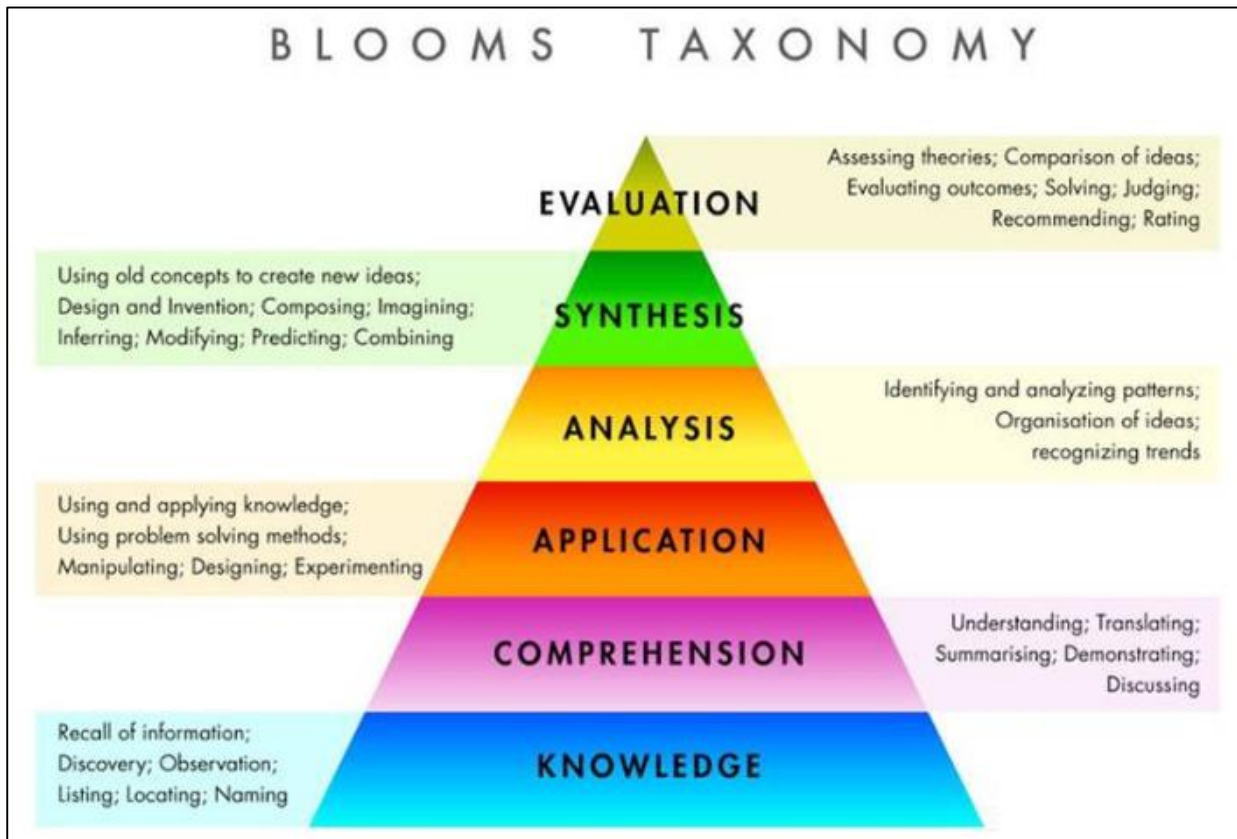 BLOOMS TAXONOMY
EVALUATION
Assessing theories; Comparison of ideas;
Evaluating outcomes; Solving; Judging;
Recommending; Rating
Using old concepts to create new ideas;
Design and Invention; Composing; Imagining;
Inferring; Modifying; Predicting; Combining
SYNTHESIS
ANALYSIS
Identifying and analyzing patterns;
Organisation of ideas;
recognizing trends
Using and applying knowledge;
Using problem solving methods;
Manipulating; Designing; Experimenting
APPLICATION
COMPREHENSION
Understanding; Translating;
Summarising; Demonstrating;
Discussing
Recall of information;
Discovery; Observation;
Listing; Locating; Naming
KNOWLEDGE